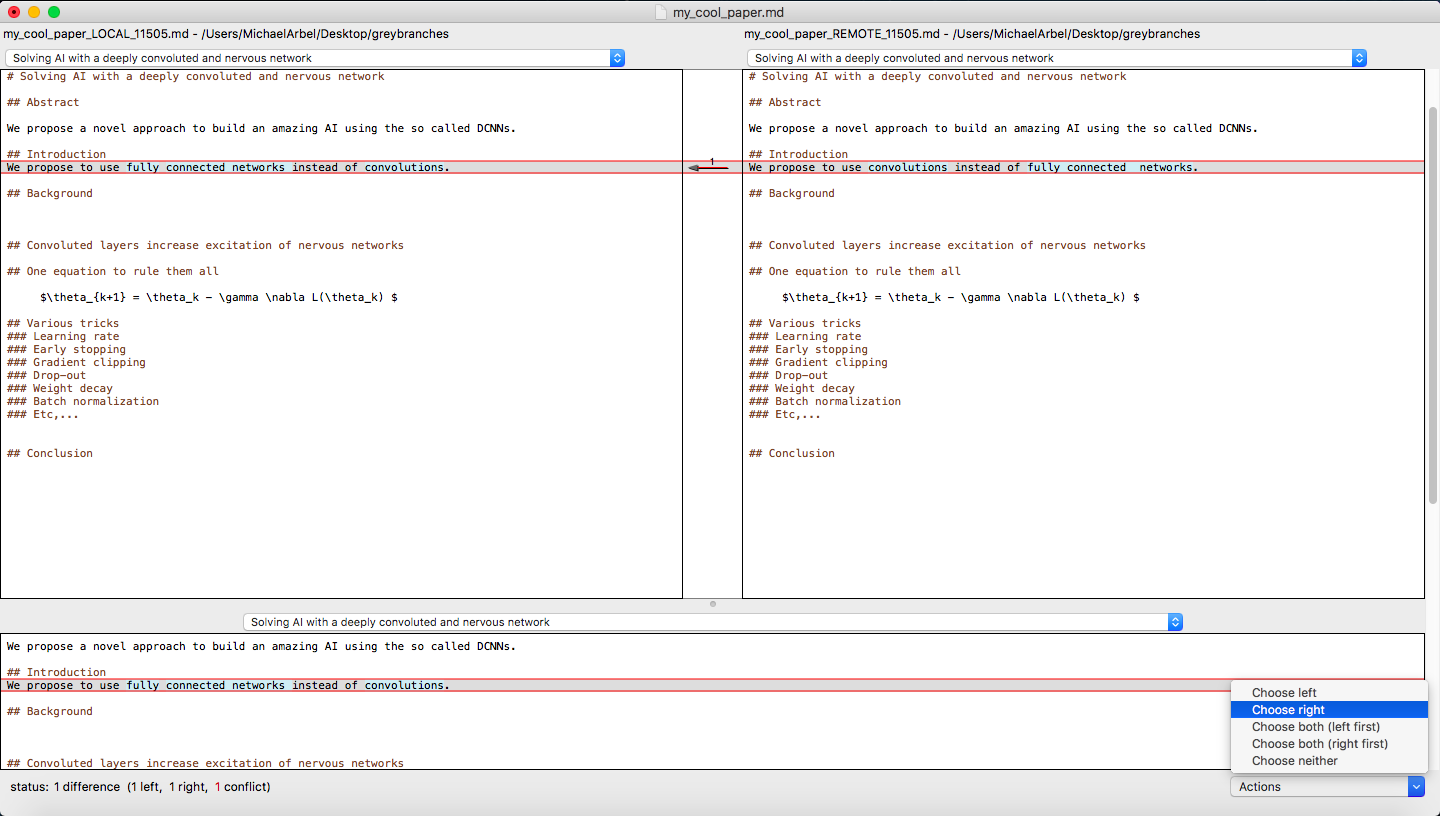 my_cool_paper.md
my_cool_paper_LOCAL_11505.md - /Users/MichaelArbel/Desktop/greybranches
Solving AI with a deeply convoluted and nervous network
# Solving AI with a deeply convoluted and nervous network
## Abstract
We propose a novel approach to build an amazing AI using the so called DCNNs.
## Introduction
We propose to use fully connected networks instead of convolutions.
## Background
## Convoluted layers increase excitation of nervous networks
## One equation to rule them all
$\theta_{k+1} = \theta_k - \gamma \nabla L(\theta_k) $
## Various tricks
### Learning rate
### Early stopping
### Gradient clipping
### Drop-out
### Weight decay
### Batch normalization
### Etc,...
## Conclusion
1
my_cool_paper_REMOTE_11505.md - /Users/MichaelArbel/Desktop/greybranches
Solving AI with a deeply convoluted and nervous network
# Solving AI with a deeply convoluted and nervous network
## Abstract
We propose a novel approach to build an amazing AI using the so called DCNNs.
## Introduction
We propose to use convolutions instead of fully connected  networks.
## Background
## Convoluted layers increase excitation of nervous networks
## One equation to rule them all
$\theta_{k+1} = \theta_k - \gamma \nabla L(\theta_k) $
## Various tricks
### Learning rate
### Early stopping
### Gradient clipping
### Drop-out
### Weight decay
### Batch normalization
### Etc,...
## Conclusion
Solving AI with a deeply convoluted and nervous network
We propose a novel approach to build an amazing AI using the so called DCNNs.
## Introduction
We propose to use fully connected networks instead of convolutions.
## Background
## Convoluted layers increase excitation of nervous networks
Choose left
Choose right
Choose both (left first)
Choose both (right first)
Choose neither
status: 1 difference (1 left, 1 right, 1 conflict)
Actions